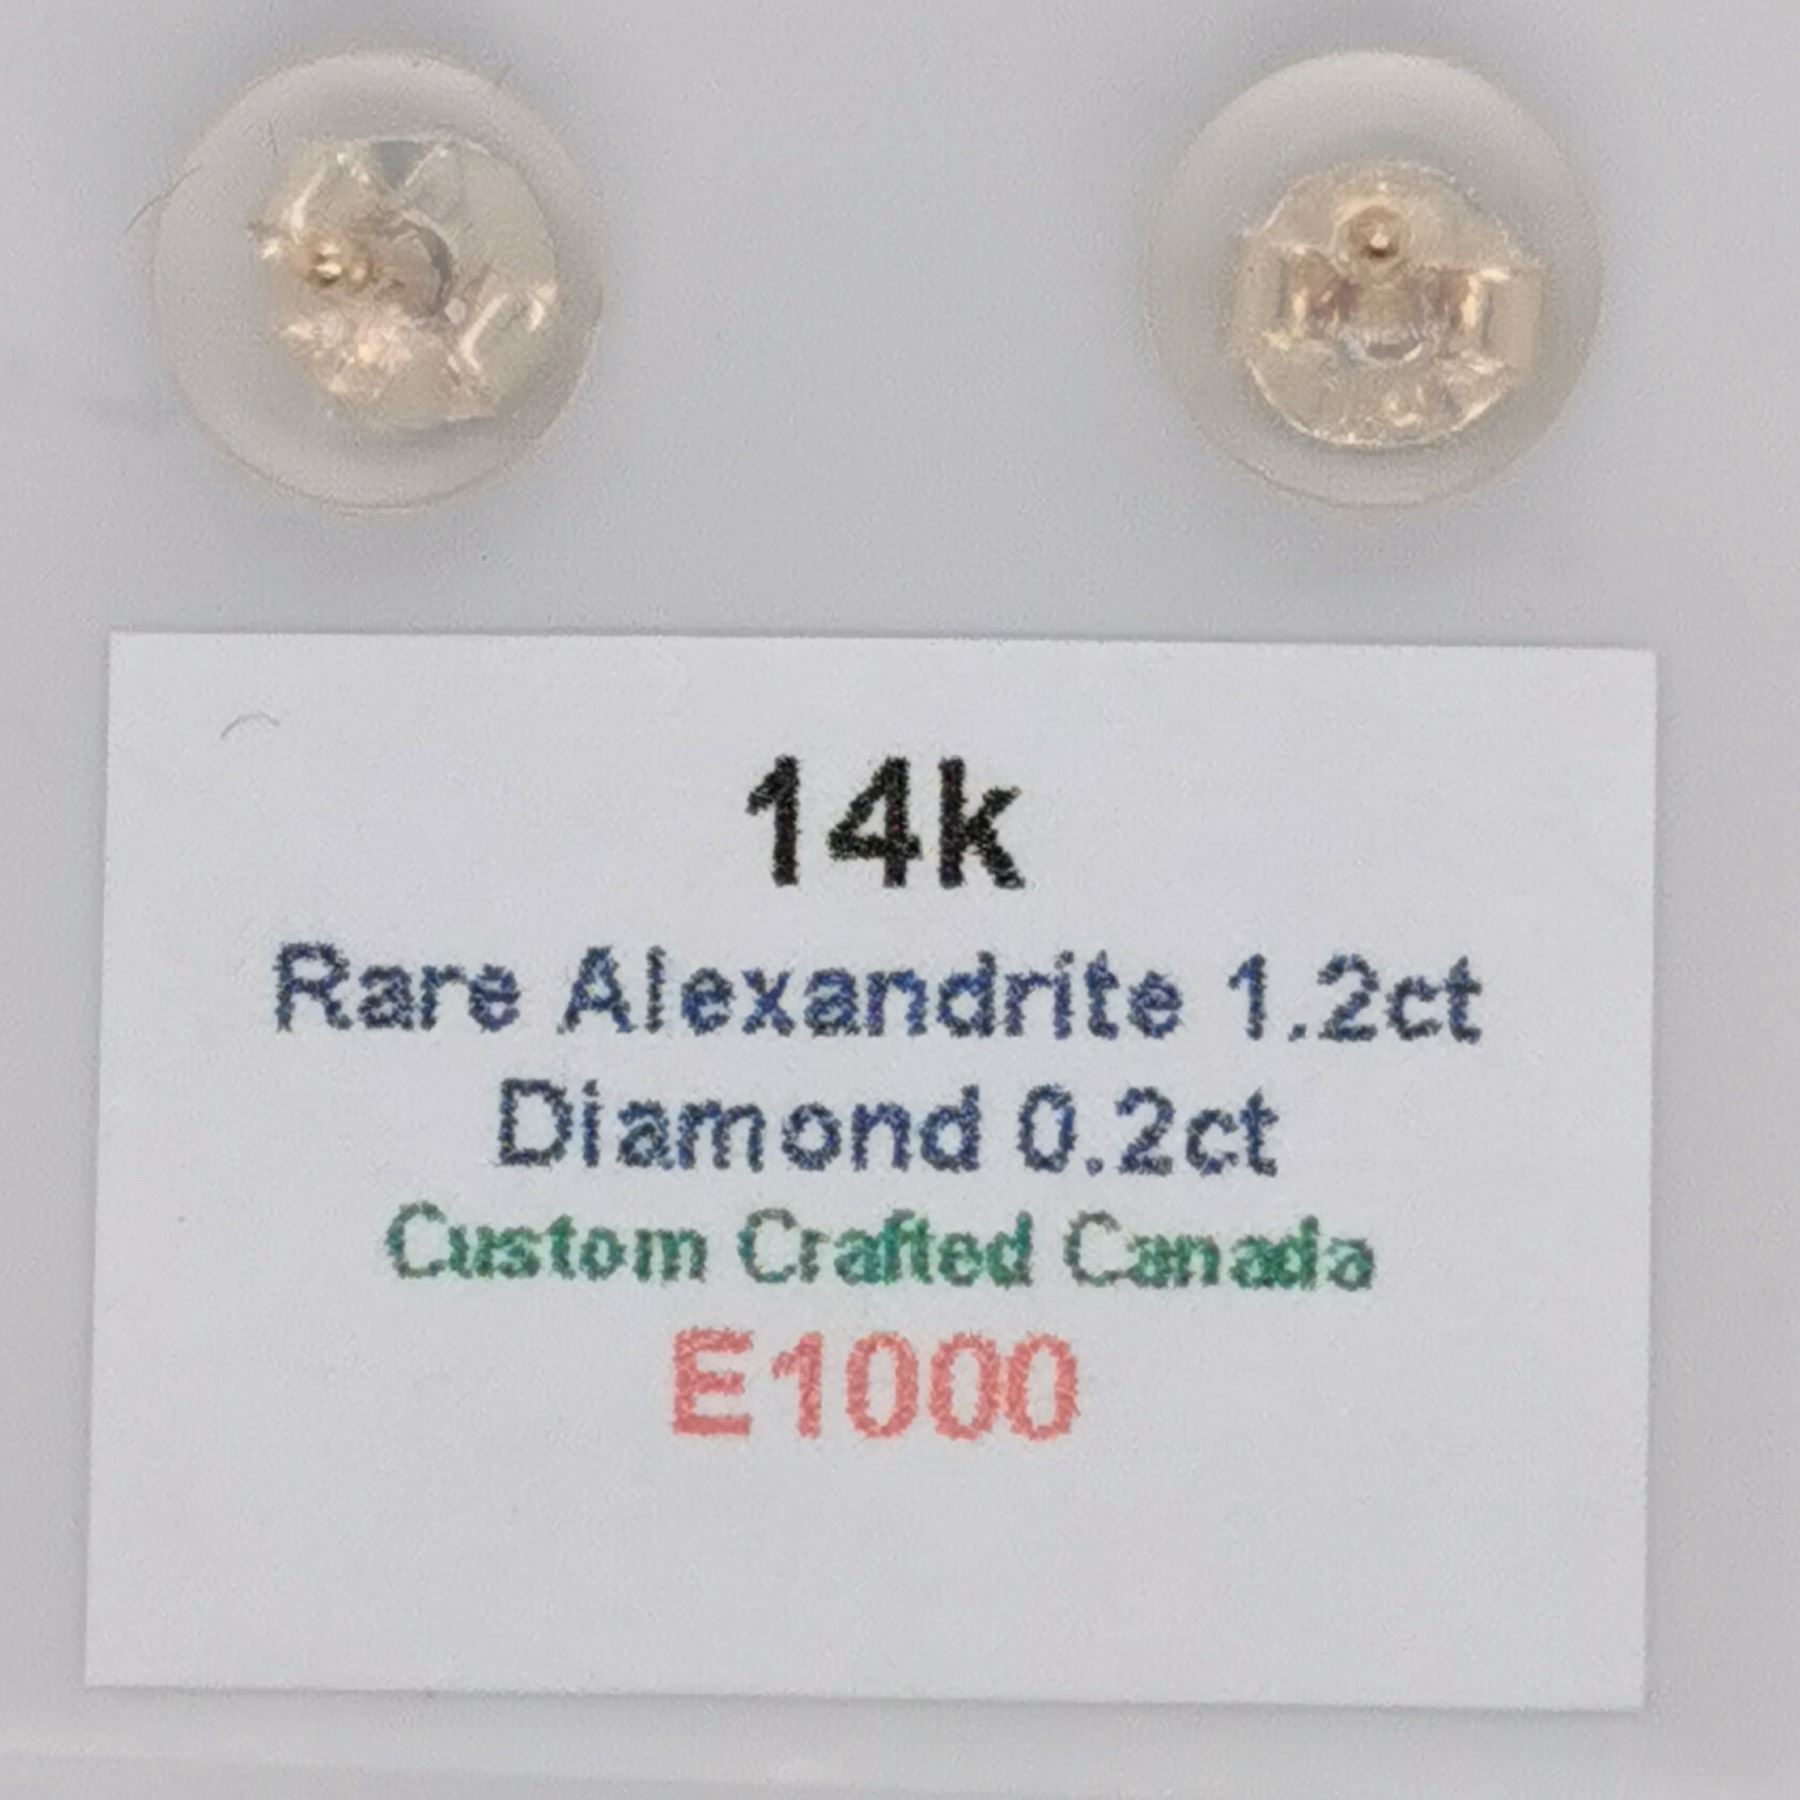 14k
Rare Alexandrite 1.2ct
Diamond 0.2ct
Custom Crafted Canada
E1000